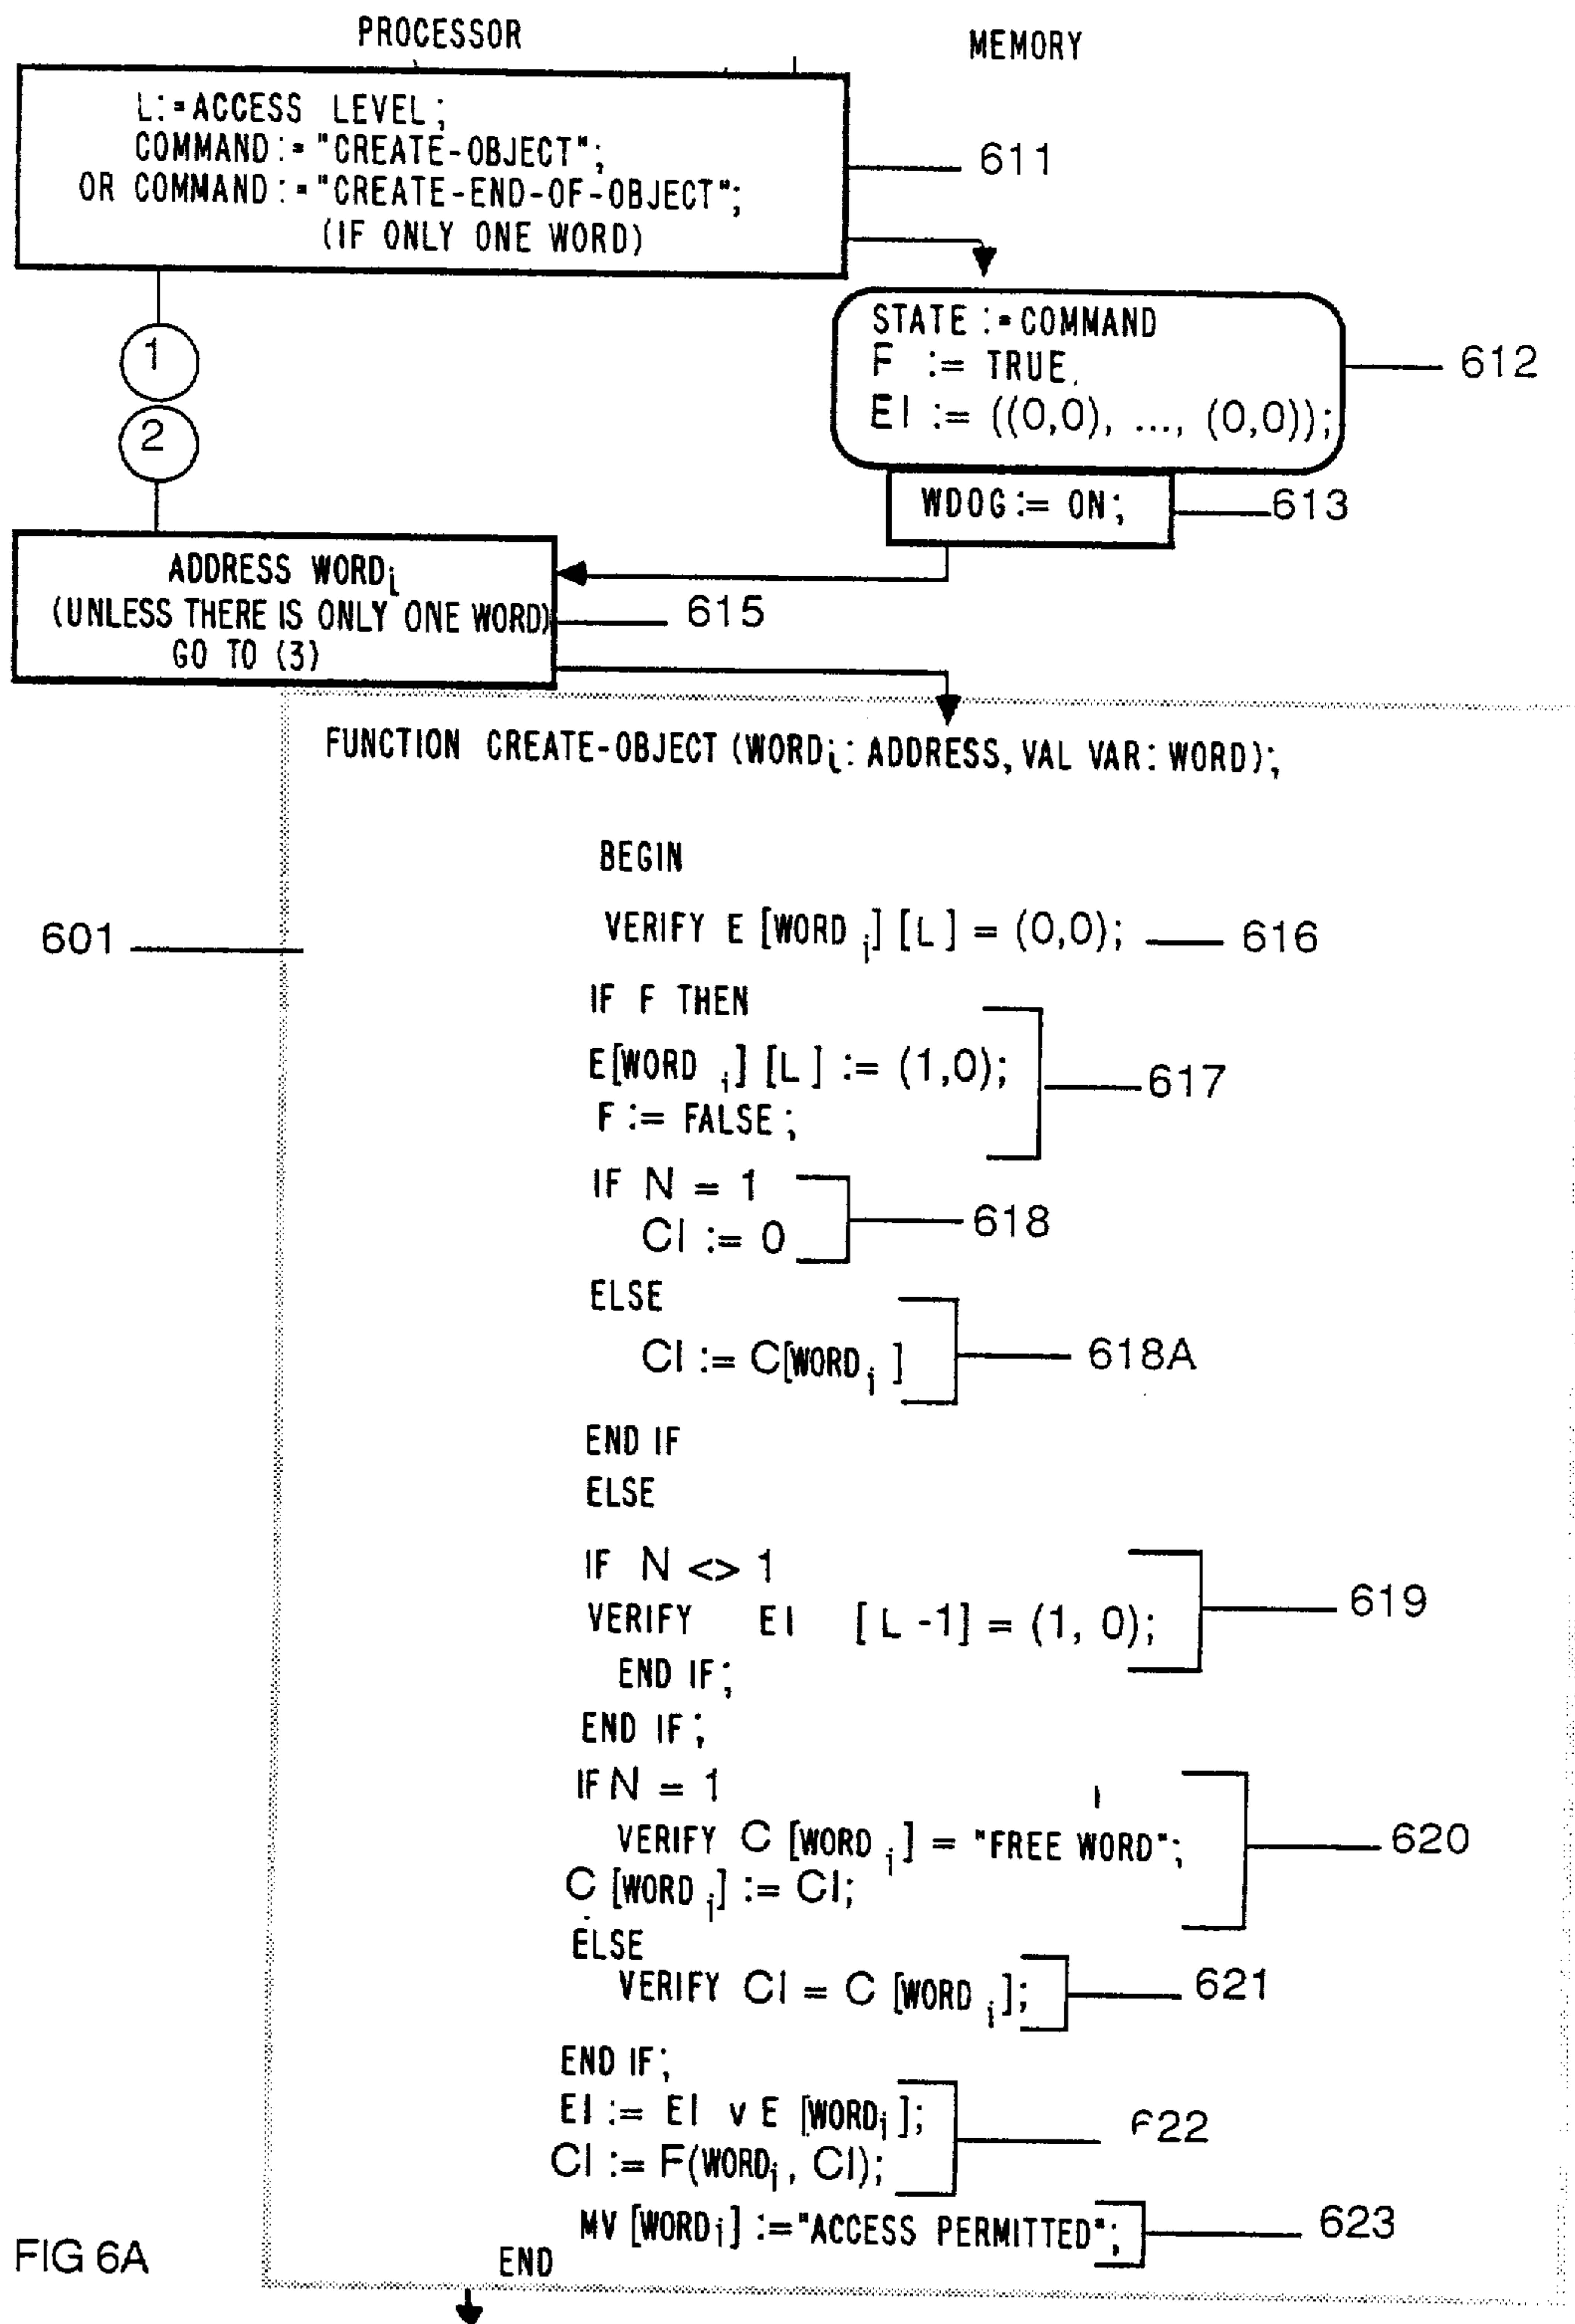 PROCESSOR
MEMORY
L:=ACCESS LEVEL;
COMMAND:="CREATE-OBJECT";
OR COMMAND:="CREATE-END-OF-OBJECT";
(IF ONLY ONE WORD)
611
STATE :=COMMAND
F := TRUE.
EI := ((0,0), ..., (0,0));
612
1
2
WDOG:= ON;
613
ADDRESS WORDi
(UNLESS THERE IS ONLY ONE WORD)
GO TO (3)
615
FUNCTION CREATE-OBJECT (WORDi: ADDRESS, VAL VAR: WORD);
BEGIN
601
VERIFY E [WORD i] [L] = (0,0);
616
IF F THEN
E[WORD i] [L] := (1,0);
F := FALSE;
617
IF N = 1
CI := 0
618
ELSE
CI := C[WORD i]
618A
END IF
ELSE
IF N <> 1
VERIFY EI [L-1] = (1, 0);
619
END IF;
END IF;
IF N = 1
VERIFY C [WORD i] = "FREE WORD";
C [WORD i] := CI;
620
ELSE
VERIFY CI = C [WORD i];
621
END IF;
EI := EI v E [WORDi];
CI := F(WORDi, CI);
622
MV [WORDi] :="ACCESS PERMITTED";
623
END
FIG 6A